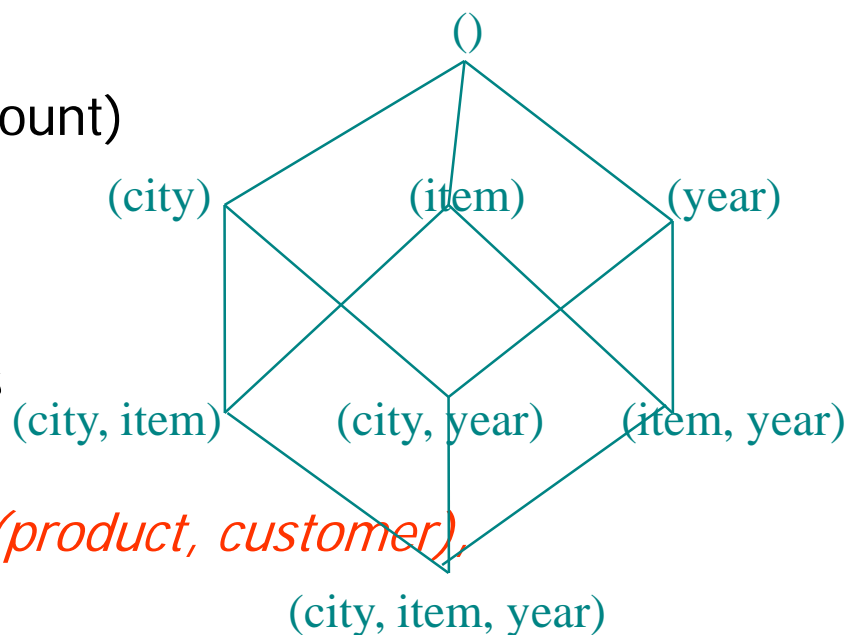 ()
ount)
(city) (item) (year)
(city, item) (city, year) (item, year)
(product, customer),
(city, item, year)